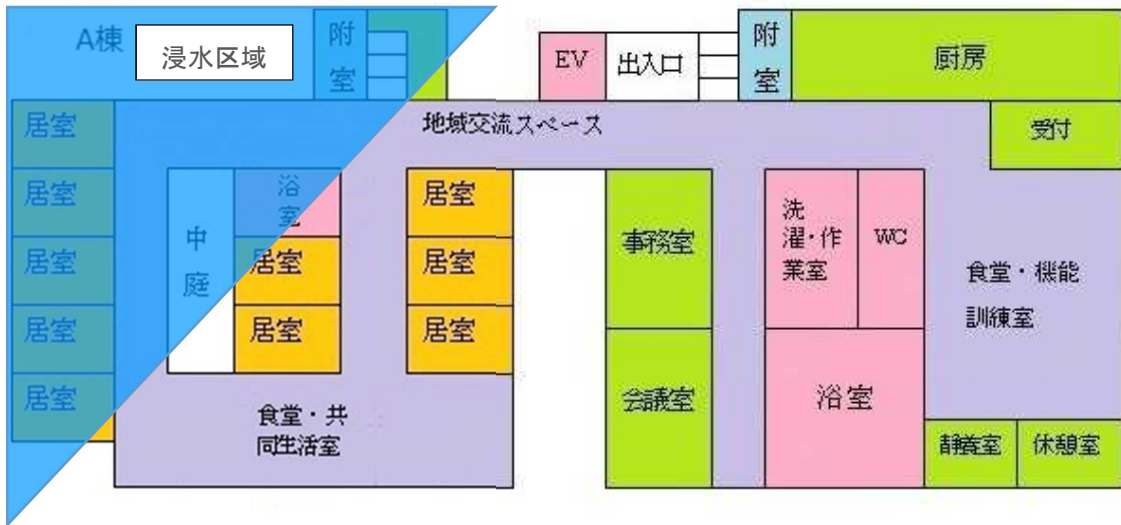 A棟
浸水区域
附
室
EV
出入口
附
室
厨房
居室
地域交流スペース
受付
居室
浴
室
居室
事務室
洗
濯・作
業室
WC
中
庭
居室
居室
居室
食堂・機能
訓練室
居室
居室
居室
居室
食堂・共
同生活室
会議室
浴室
静養室
休憩室